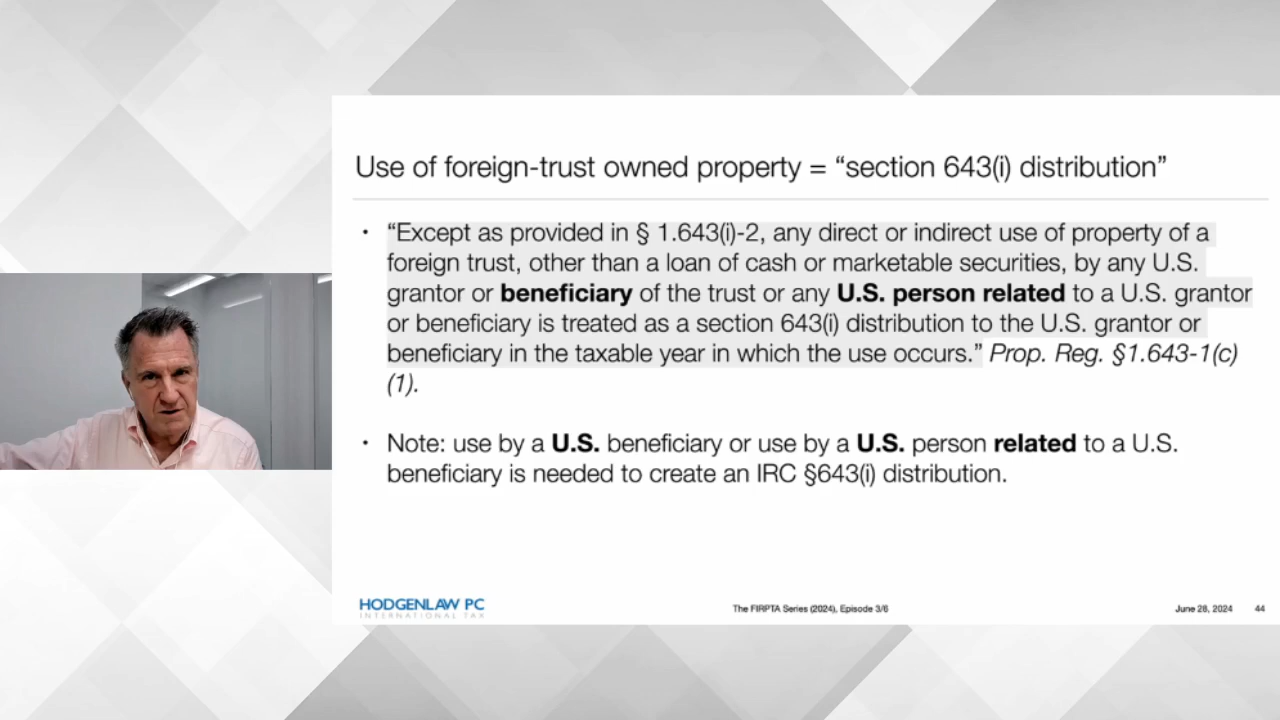 Use of foreign-trust owned property = “section 643(i) distribution”
• “Except as provided in § 1.643(i)-2, any direct or indirect use of property of a
foreign trust, other than a loan of cash or marketable securities, by any U.S.
grantor or beneficiary of the trust or any U.S. person related to a U.S. grantor
or beneficiary is treated as a section 643(i) distribution to the U.S. grantor or
beneficiary in the taxable year in which the use occurs.” Prop. Reg. §1.643-1(c)
(1).
• Note: use by a U.S. beneficiary or use by a U.S. person related to a U.S.
beneficiary is needed to create an IRC §643(i) distribution.
HODGENLAW PC
INTERNATIONAL TAX
The FIRPTA Series (2024), Episode 3/6
June 28, 2024
44